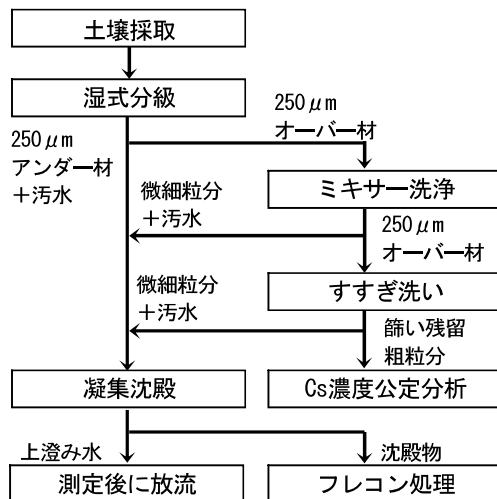 土壌採取
湿式分級
250μm
オーバー材
250μm
アンダー材
＋汚水
ミキサー洗浄
微細粒分
＋汚水
250μm
オーバー材
すすぎ洗い
微細粒分
＋汚水
篩い残留
粗粒分
凝集沈殿
Cs濃度公定分析
上澄み水
沈殿物
測定後に放流
フレコン処理